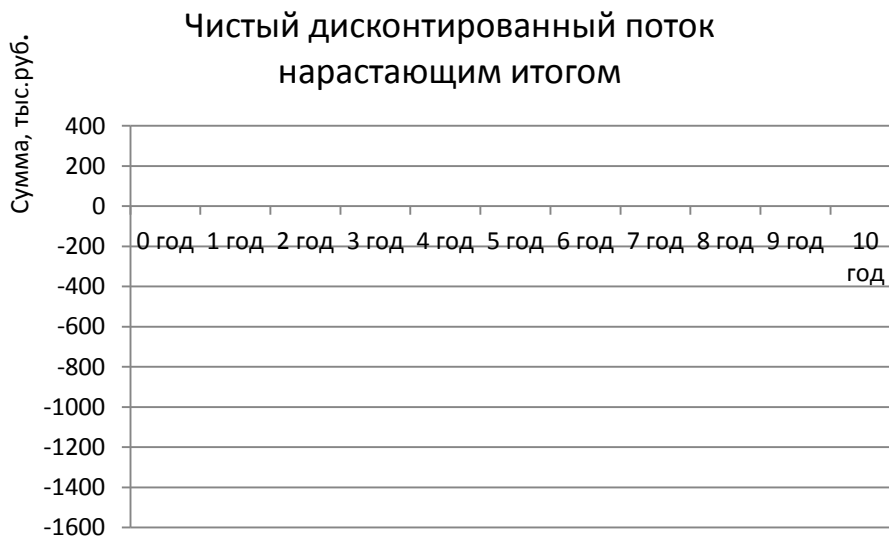 Чистый дисконтированный поток
нарастающим итогом
Сумма, тыс.руб.
400
200
0
-200
-400
-600
-800
-1000
-1200
-1400
-1600
0 год 1 год 2 год 3 год 4 год 5 год 6 год 7 год 8 год 9 год 10
год